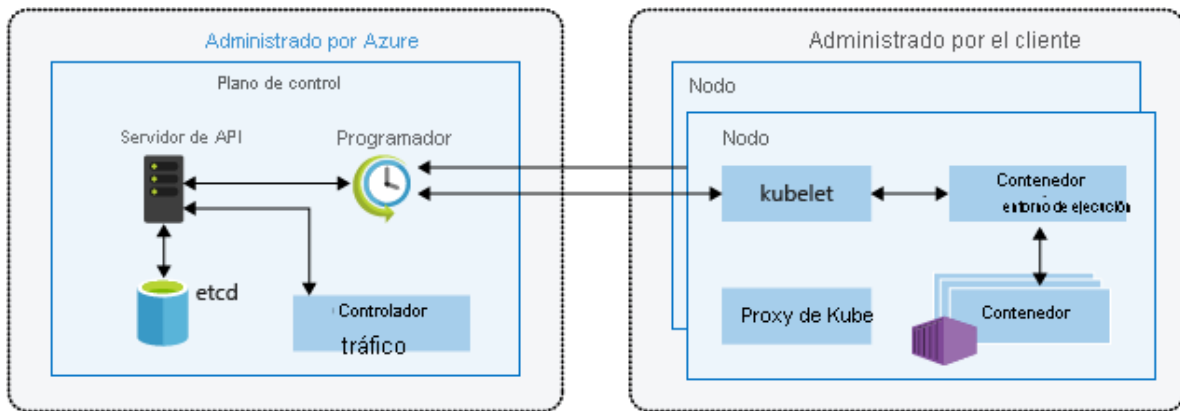 Administrado por Azure
Plano de control
Servidor de API
Programador
etcd
Controlador
tráfico
Administrado por el cliente
Nodo
Nodo
kubelet
Contenedor
entorno de ejecución
Proxy de Kube
Contenedor